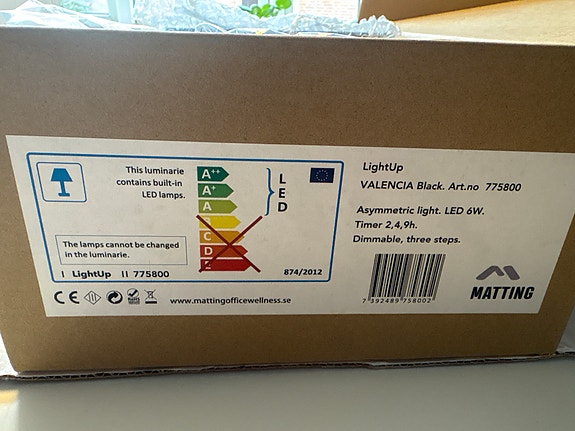 This luminarie
contains built-in
LED lamps.
A++
A+
A
C
D
L
E
D
The lamps cannot be changed
in the luminarie.
I LightUp II 775800
874/2012
CE
RoHS
www.mattingofficewellness.se
LightUp
VALENCIA Black. Art.no 775800
Asymmetric light. LED 6W.
Timer 2,4,9h.
Dimmable, three steps.
7 392489 758002
MATTING